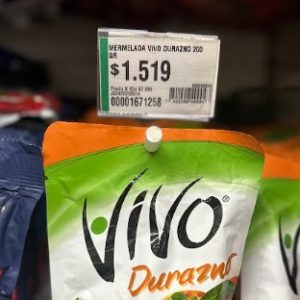 MERMELADA VIVO DURAZNO 200
GR
$1.519
00001671258
VIVO®
Durazno